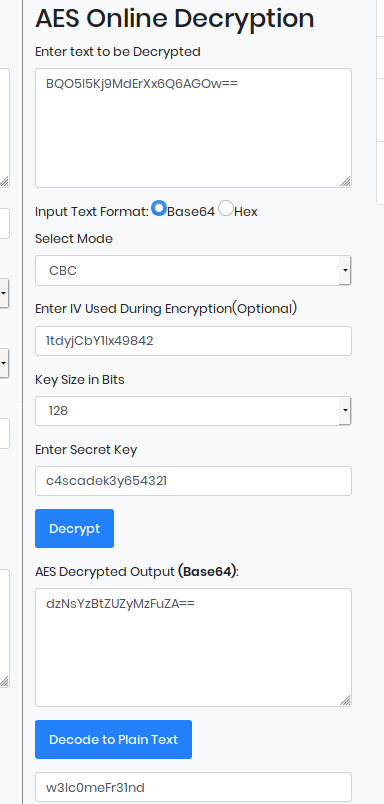 AES Online Decryption
Enter text to be Decrypted
BQO5l5Kj9MdErXx6Q6AGOw==
Input Text Format: Base64 Hex
Select Mode
CBC
Enter IV Used During Encryption(Optional)
1tdyjCbY1Ix49842
Key Size in Bits
128
Enter Secret Key
c4scadek3y654321
Decrypt
AES Decrypted Output (Base64):
dzNsYzBtZUZyMzFuZA==
Decode to Plain Text
w3lc0meFr31nd